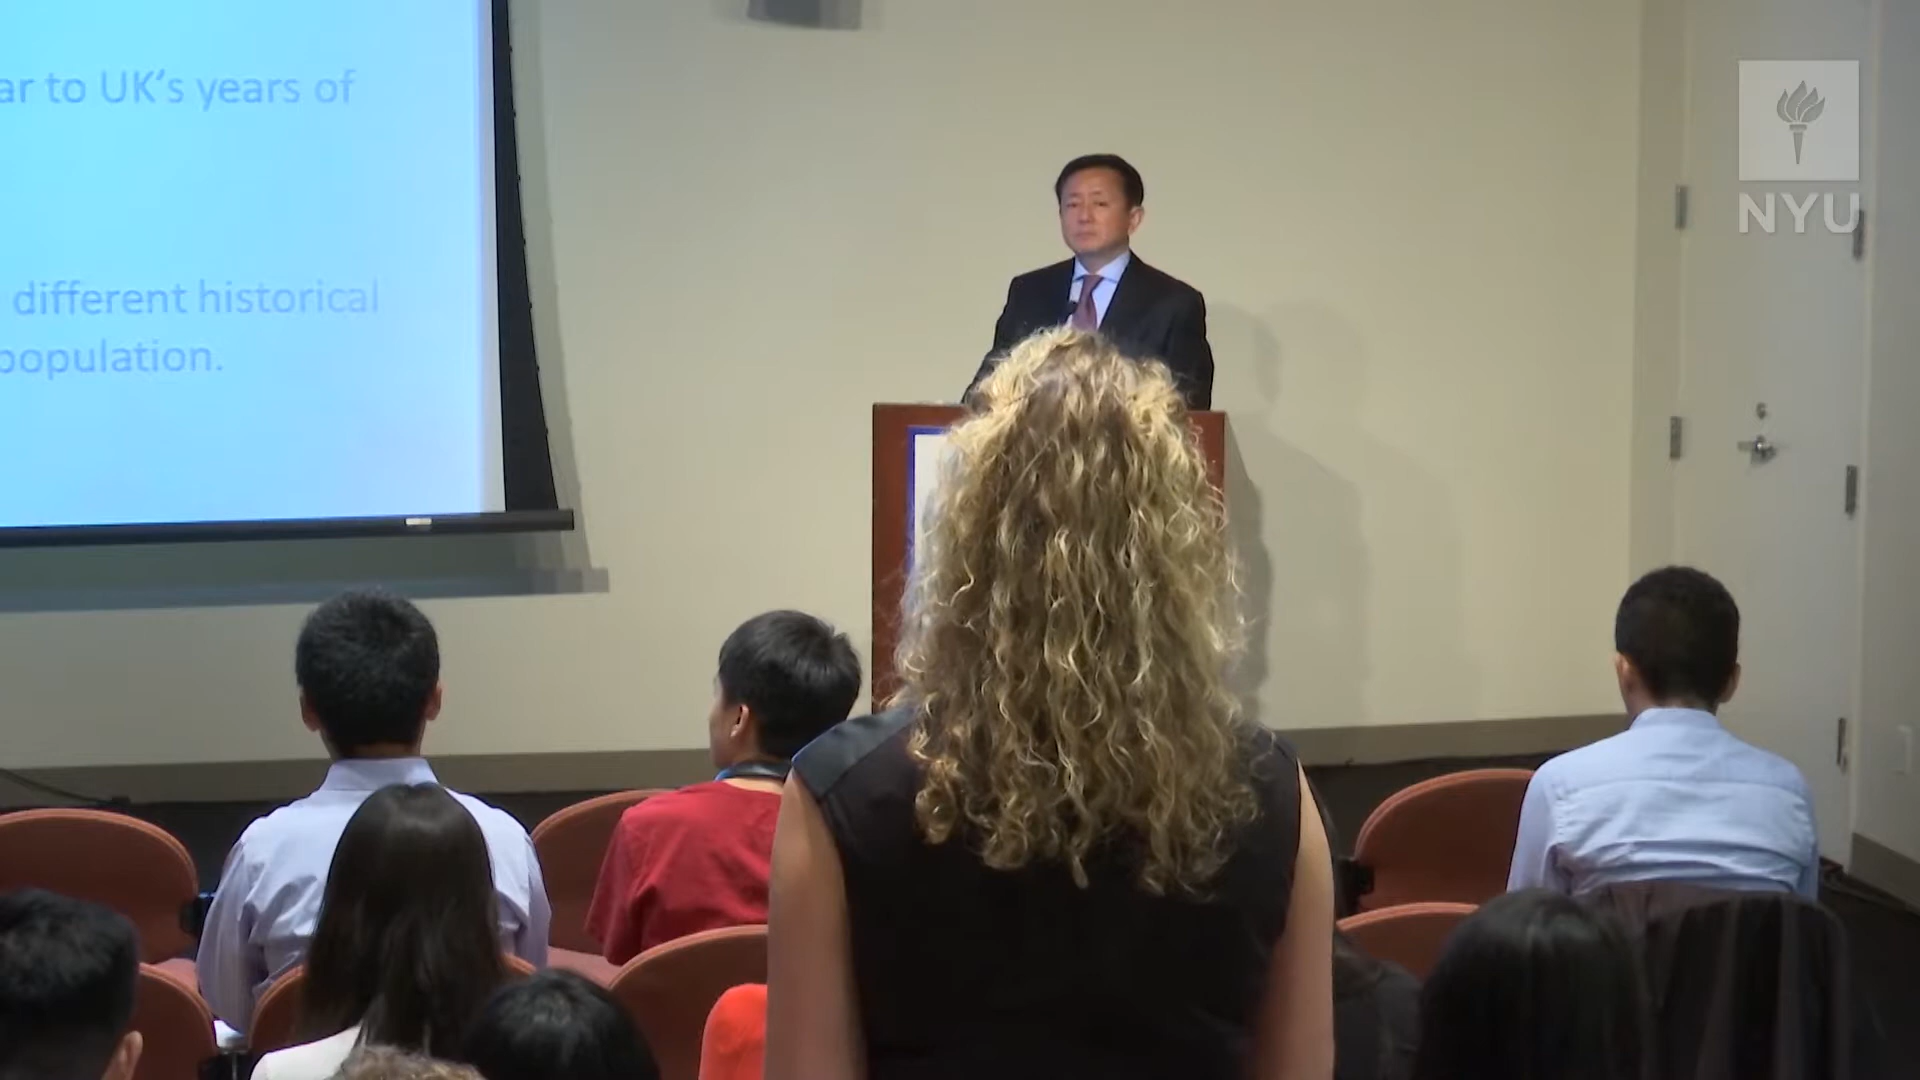 ar to UK's years of
different historical
population.
NYU